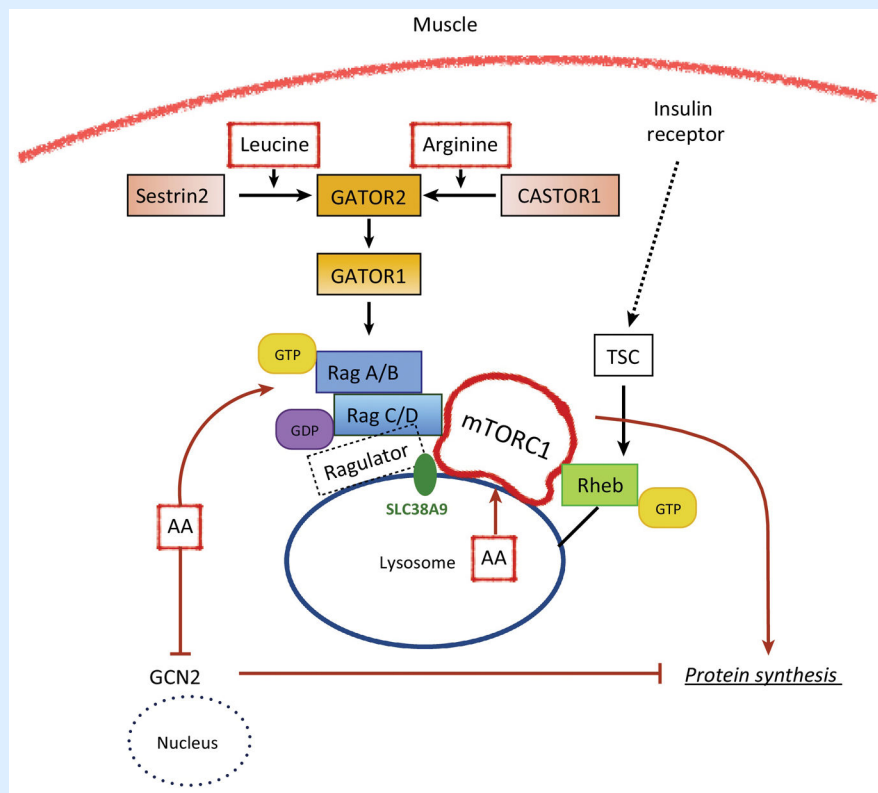 Muscle
Insulin
receptor
Leucine
Arginine
Sestrin2
GATOR2
CASTOR1
GATOR1
GTP
Rag A/B
TSC
GDP
Rag C/D
mTORC1
Ragulator
Rheb
GTP
SLC38A9
AA
Lysosome
AA
GCN2
Protein synthesis
Nucleus